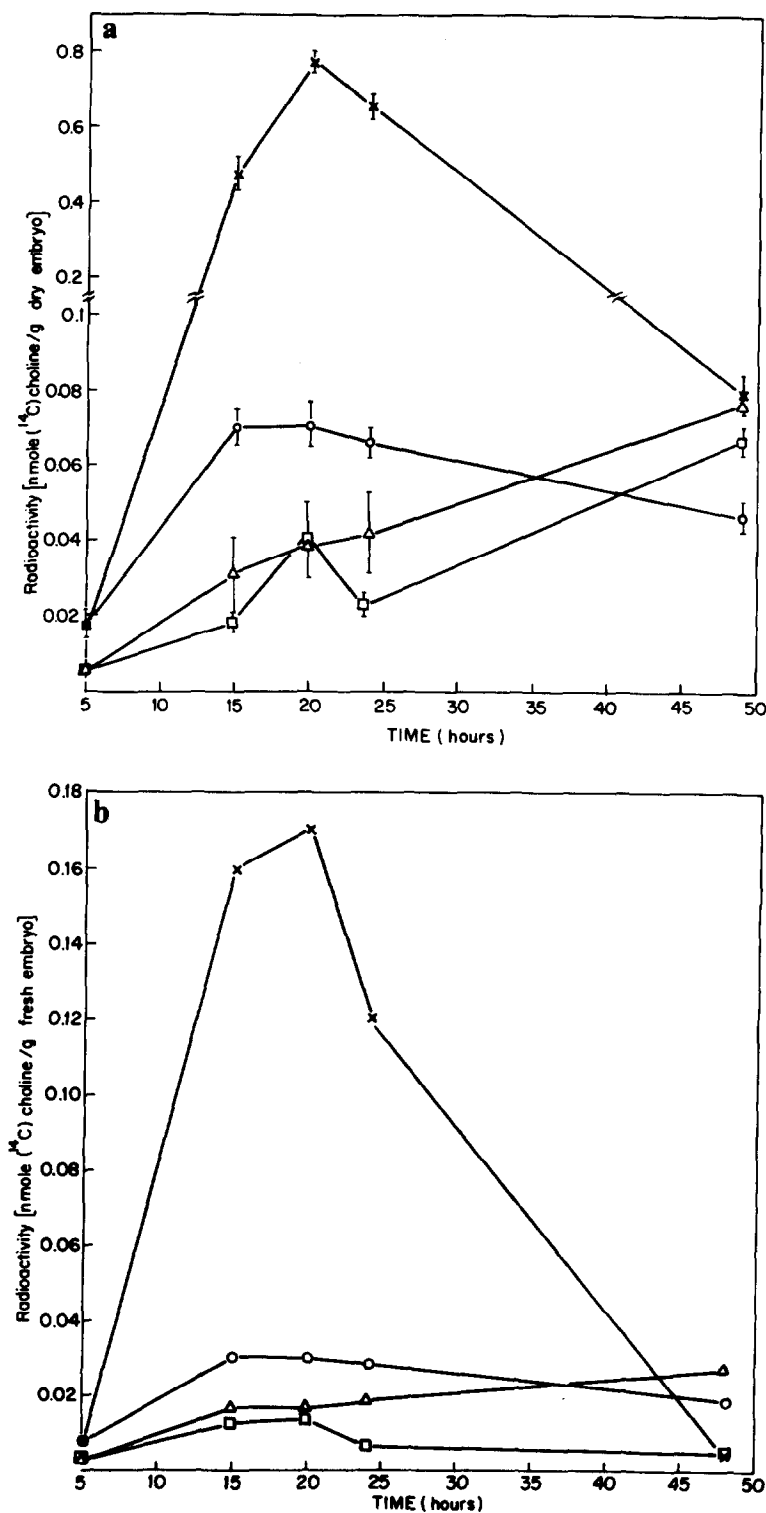 a
0.8
0.6
0.4
0.2
0.1
0.08
0.06
0.04
0.02
Radioactivity [nmole (¹⁴C) choline/g dry embryo]
5 10 15 20 25 30 35 40 45 50
TIME (hours)
b
0.18
0.16
0.14
0.12
0.10
0.08
0.06
0.04
0.02
Radioactivity [nmole (¹⁴C) choline/g fresh embryo]
5 10 15 20 25 30 35 40 45 50
TIME (hours)